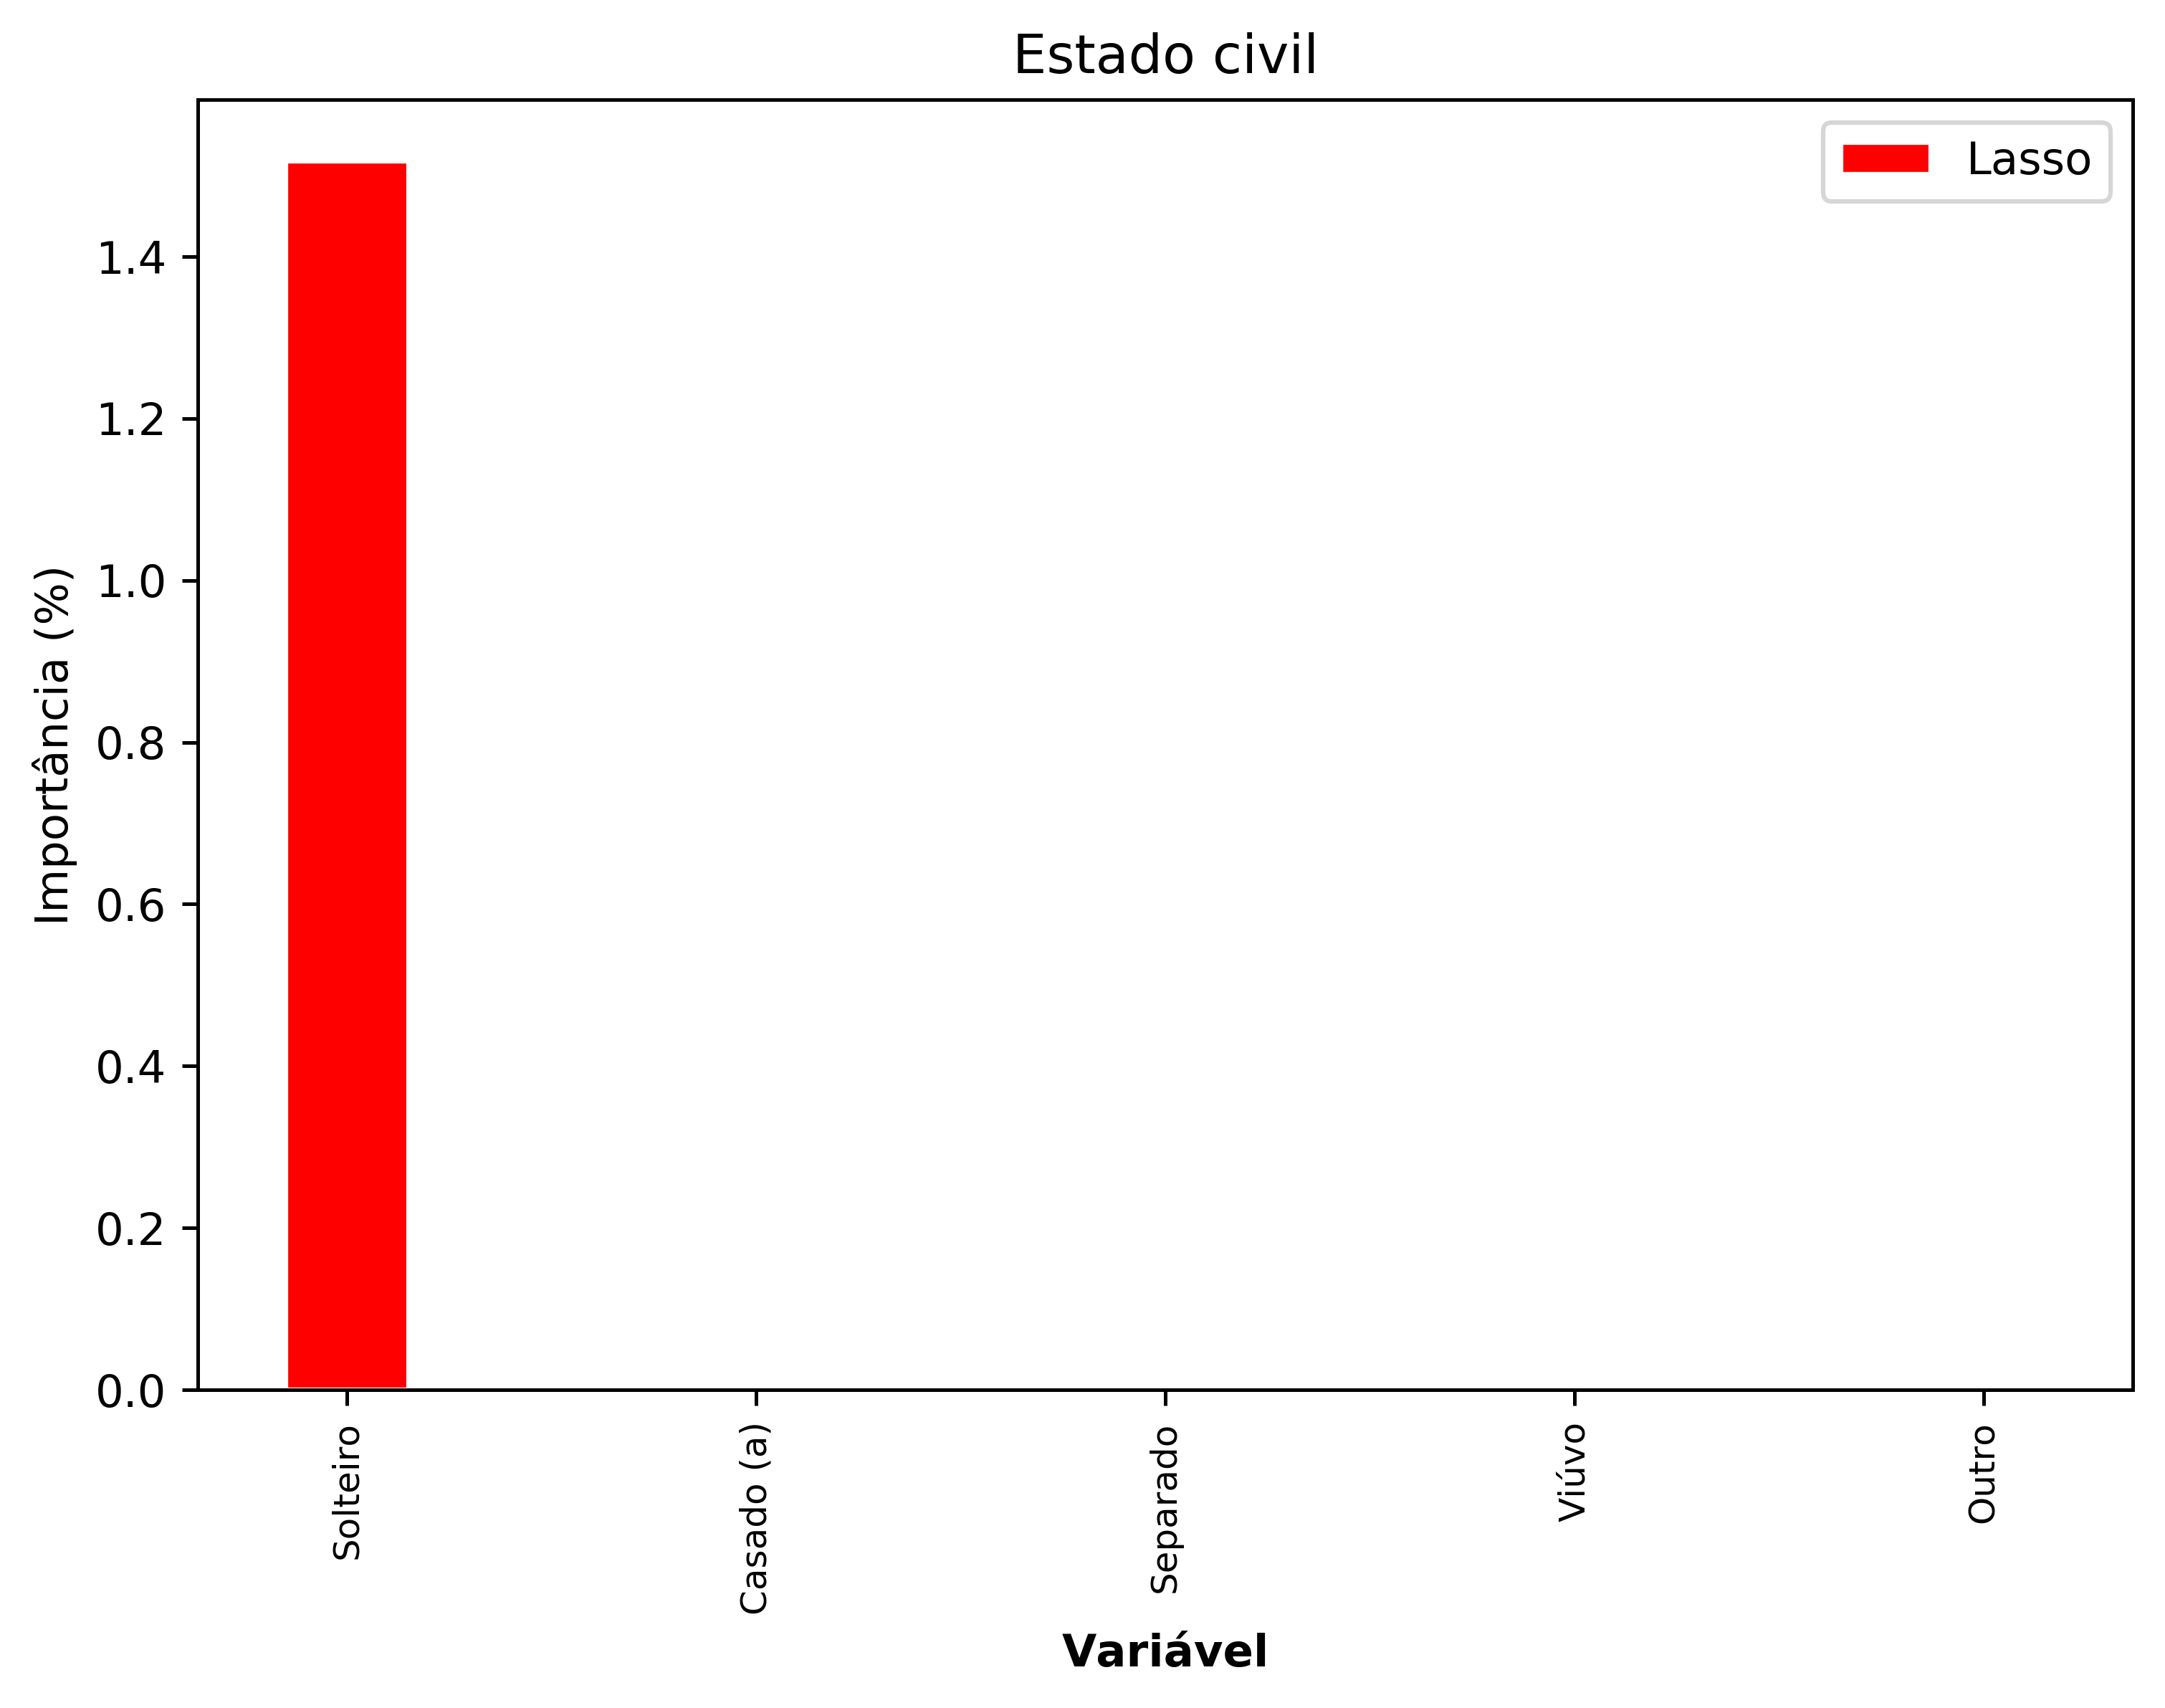 Estado civil
Lasso
Importância (%)
1.4
1.2
1.0
0.8
0.6
0.4
0.2
0.0
Solteiro
Casado (a)
Separado
Viúvo
Outro
Variável